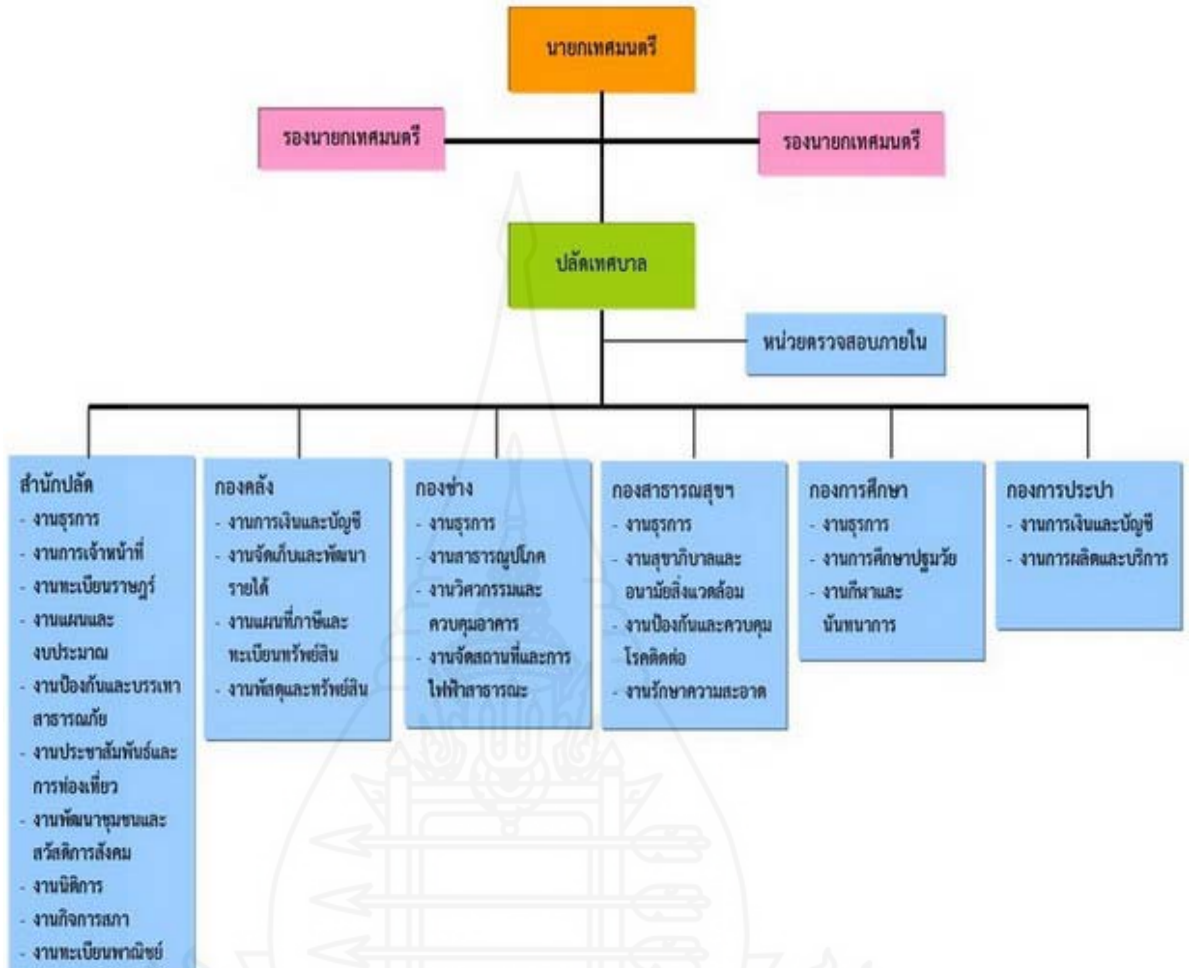 นายกเทศมนตรี
รองนายกเทศมนตรี
รองนายกเทศมนตรี
ปลัดเทศบาล
หน่วยตรวจสอบภายใน
สำนักปลัด
- งานธุรการ
- งานการเจ้าหน้าที่
- งานทะเบียนราษฎร์
- งานแผนและ
งบประมาณ
- งานป้องกันและบรรเทา
สาธารณภัย
- งานประชาสัมพันธ์และ
การท่องเที่ยว
- งานพัฒนาชุมชนและ
สวัสดิการสังคม
- งานนิติการ
- งานกิจการสภา
- งานทะเบียนพาณิชย์
กองคลัง
- งานการเงินและบัญชี
- งานจัดเก็บและพัฒนา
รายได้
- งานแผนที่ภาษีและ
ทะเบียนทรัพย์สิน
- งานพัสดุและทรัพย์สิน
กองช่าง
- งานธุรการ
- งานสาธารณูปโภค
- งานวิศวกรรมและ
ควบคุมอาคาร
- งานจัดสถานที่และการ
ไฟฟ้าสาธารณะ
กองสาธารณสุขฯ
- งานธุรการ
- งานสุขาภิบาลและ
อนามัยสิ่งแวดล้อม
- งานป้องกันและควบคุม
โรคติดต่อ
- งานรักษาความสะอาด
กองการศึกษา
- งานธุรการ
- งานการศึกษาปฐมวัย
- งานกีฬาและ
นันทนาการ
กองการประปา
- งานการเงินและบัญชี
- งานการผลิตและบริการ